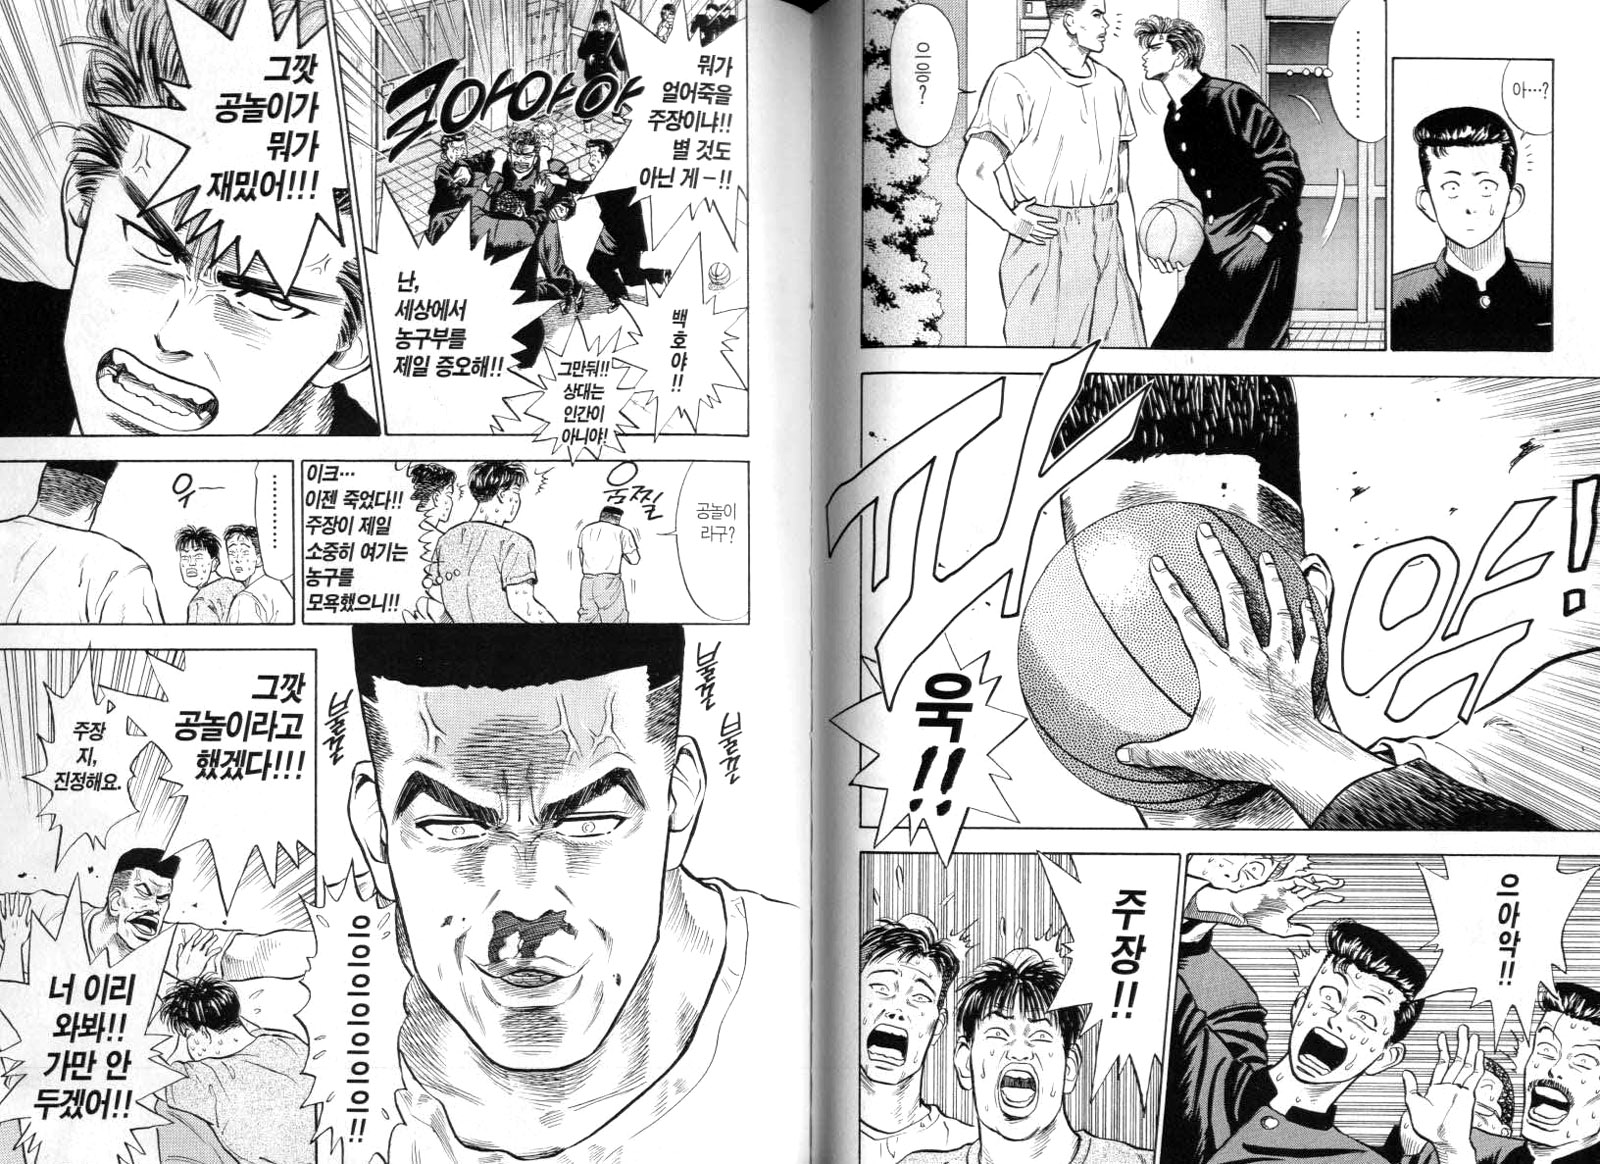 아…?
………
으응?
콰악!
욱!!
으아악!!
주장!!
뭐가
얼어죽을
주장이냐!!
별 것도
아닌 게-!!
크아아아
백호야!!
그만둬!!
상대는
인간이
아니야!
난,
세상에서
농구부를
제일 증오해!!
그깟
공놀이가
뭐가
재밌어!!!
공놀이
라구?
움찔
이크…
이젠 죽었다!!
주장이 제일
소중히 여기는
농구를
모욕했으니!!
………
우—
불끈
불끈
불끈
이이이이이이이이!!
그깟
공놀이라고
했겠다!!!
주장
지,
진정해요.
너 이리
와봐!!
가만 안
두겠어!!